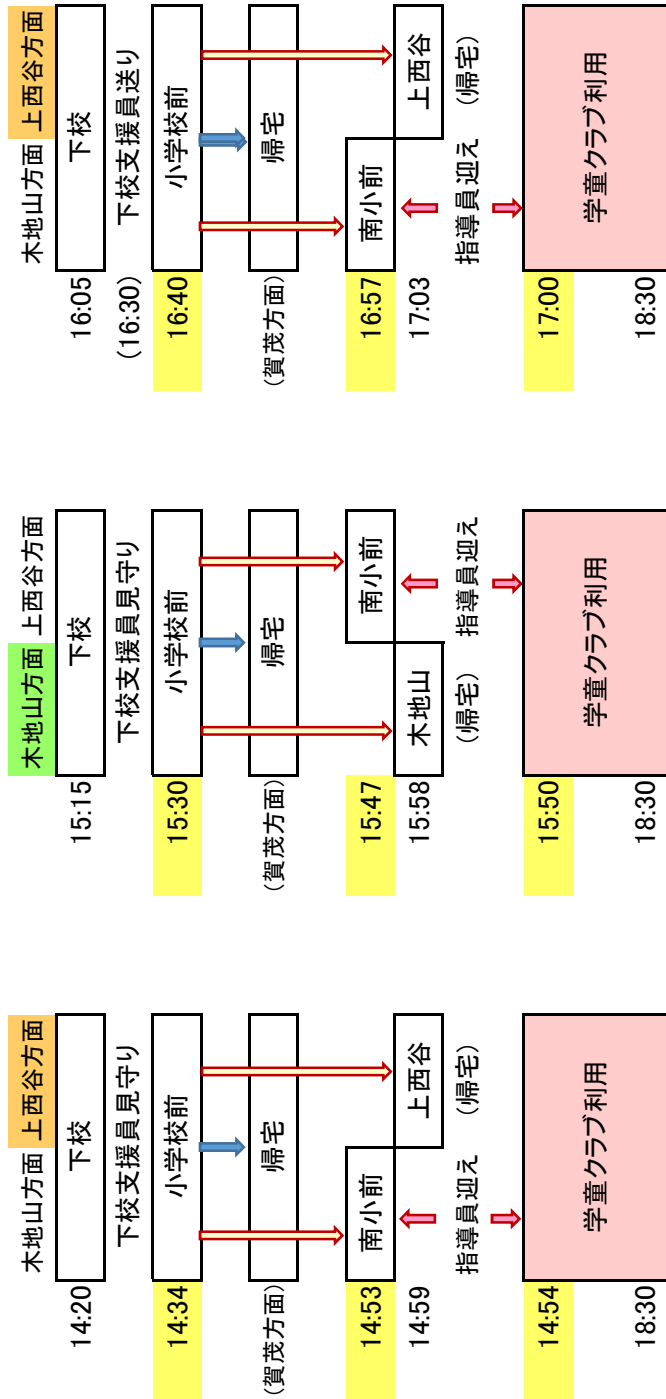 木地山方面 上西谷方面
14:20 下校
下校支援員見守り
14:34 小学校前
(賀茂方面) 帰宅
14:53 南小前
14:59 上西谷
指導員迎え (帰宅)
14:54 学童クラブ利用
18:30
木地山方面 上西谷方面
15:15 下校
下校支援員見守り
15:30 小学校前
(賀茂方面) 帰宅
15:47 南小前
15:58 木地山
(帰宅) 指導員迎え
15:50 学童クラブ利用
18:30
木地山方面 上西谷方面
16:05 下校
(16:30) 下校支援員送り
16:40 小学校前
(賀茂方面) 帰宅
16:57 南小前
17:03 上西谷
指導員迎え (帰宅)
17:00 学童クラブ利用
18:30